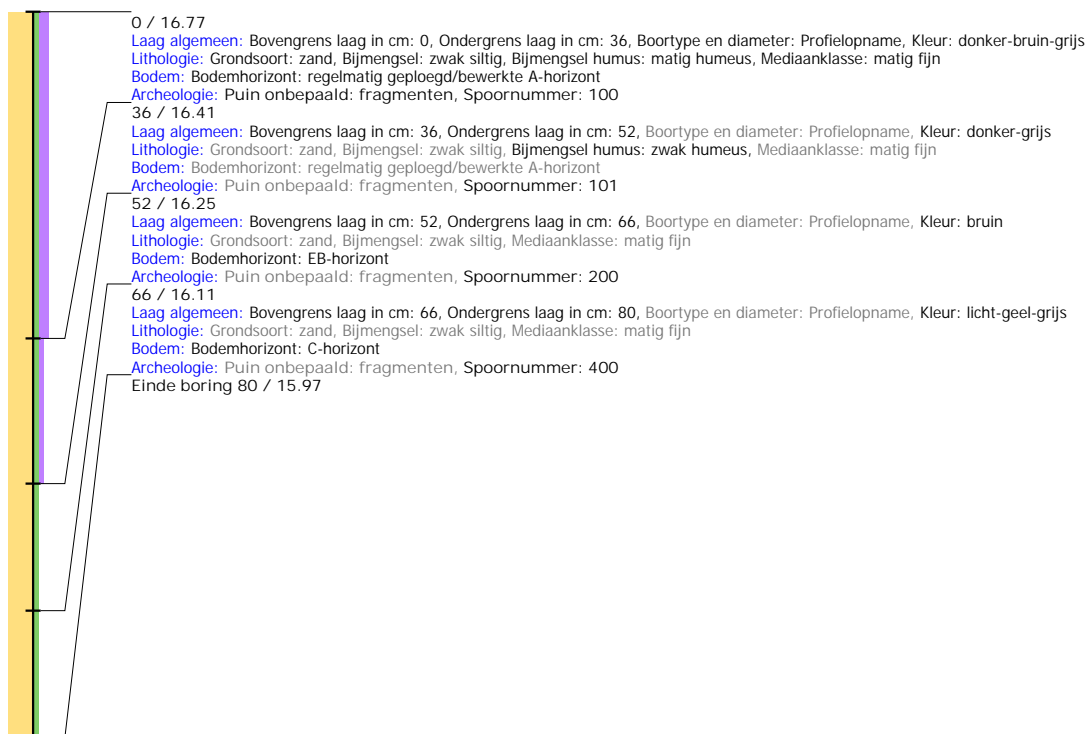 0 / 16.77
Laag algemeen: Bovengrens laag in cm: 0, Ondergrens laag in cm: 36, Boortype en diameter: Profielopname, Kleur: donker-bruin-grijs
Lithologie: Grondsoort: zand, Bijmengsel: zwak siltig, Bijmengsel humus: matig humeus, Mediaanklasse: matig fijn
Bodem: Bodemhorizont: regelmatig geploegd/bewerkte A-horizont
Archeologie: Puin onbepaald: fragmenten, Spoornummer: 100
36 / 16.41
Laag algemeen: Bovengrens laag in cm: 36, Ondergrens laag in cm: 52, Boortype en diameter: Profielopname, Kleur: donker-grijs
Lithologie: Grondsoort: zand, Bijmengsel: zwak siltig, Bijmengsel humus: zwak humeus, Mediaanklasse: matig fijn
Bodem: Bodemhorizont: regelmatig geploegd/bewerkte A-horizont
Archeologie: Puin onbepaald: fragmenten, Spoornummer: 101
52 / 16.25
Laag algemeen: Bovengrens laag in cm: 52, Ondergrens laag in cm: 66, Boortype en diameter: Profielopname, Kleur: bruin
Lithologie: Grondsoort: zand, Bijmengsel: zwak siltig, Mediaanklasse: matig fijn
Bodem: Bodemhorizont: EB-horizont
Archeologie: Puin onbepaald: fragmenten, Spoornummer: 200
66 / 16.11
Laag algemeen: Bovengrens laag in cm: 66, Ondergrens laag in cm: 80, Boortype en diameter: Profielopname, Kleur: licht-geel-grijs
Lithologie: Grondsoort: zand, Bijmengsel: zwak siltig, Mediaanklasse: matig fijn
Bodem: Bodemhorizont: C-horizont
Archeologie: Puin onbepaald: fragmenten, Spoornummer: 400
Einde boring 80 / 15.97